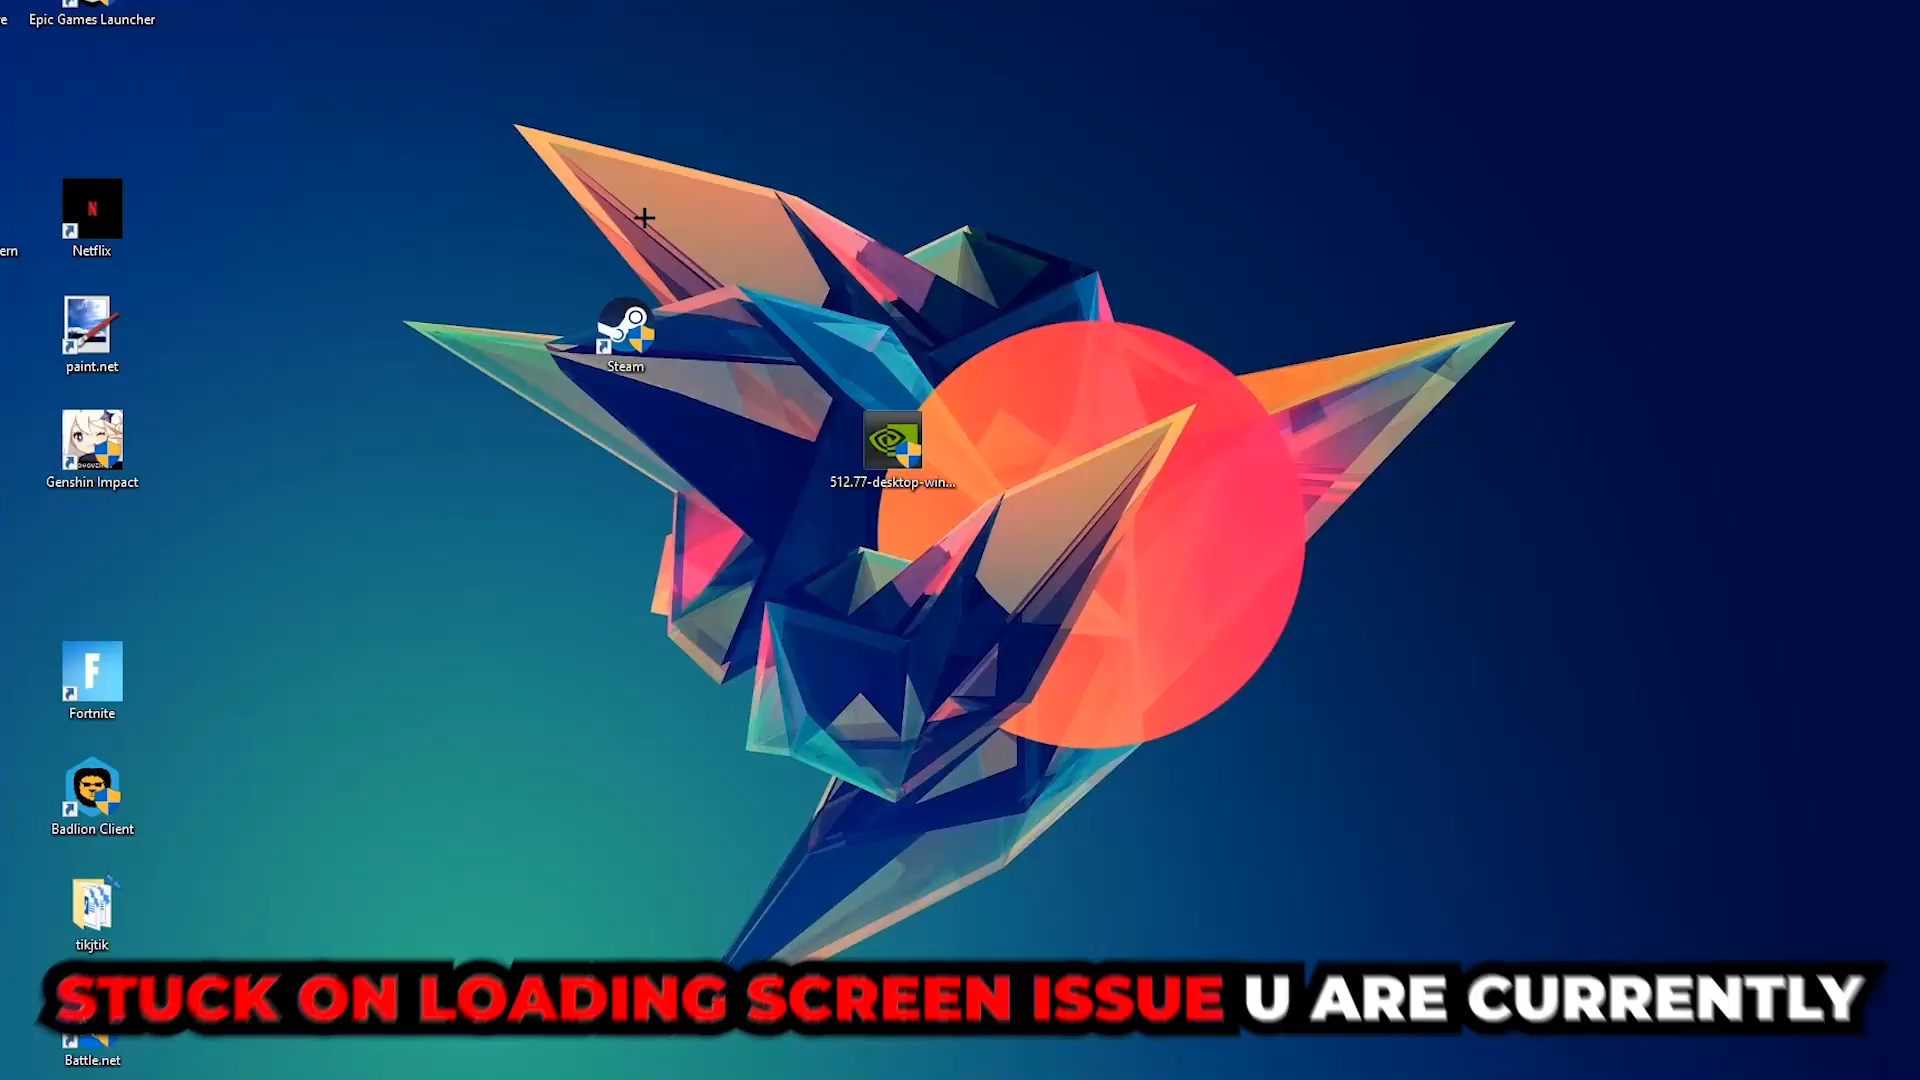 Epic Games Launcher
Netflix
ern
paint.net
Steam
Genshin Impact
512.77-desktop-win...
F
Fortnite
Badlion Client
tikjtik
STUCK ON LOADING SCREEN ISSUE U ARE CURRENTLY
Battle.net